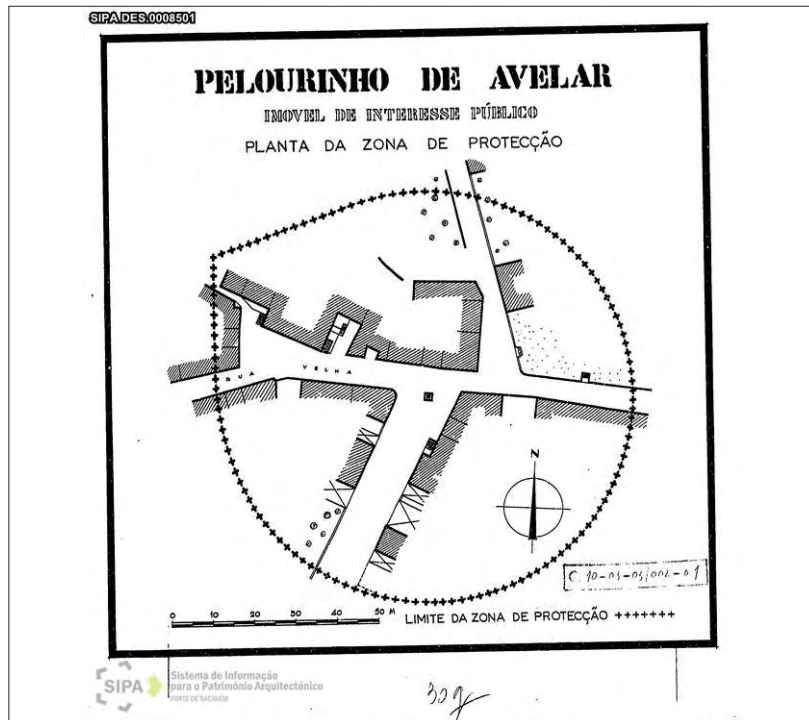 SIPA DES.0008501
PELOURINHO DE AVELAR
IMOVEL DE INTERESSE PÚBLICO
PLANTA DA ZONA DE PROTECÇÃO
RUA VELHA
N
C. 10-03-03/002-01
0 10 20 30 40 50 M
LIMITE DA ZONA DE PROTECÇÃO +++++++
SIPA
Sistema de Informação
para o Património Arquitectónico
FORTE DE SACAVÉM